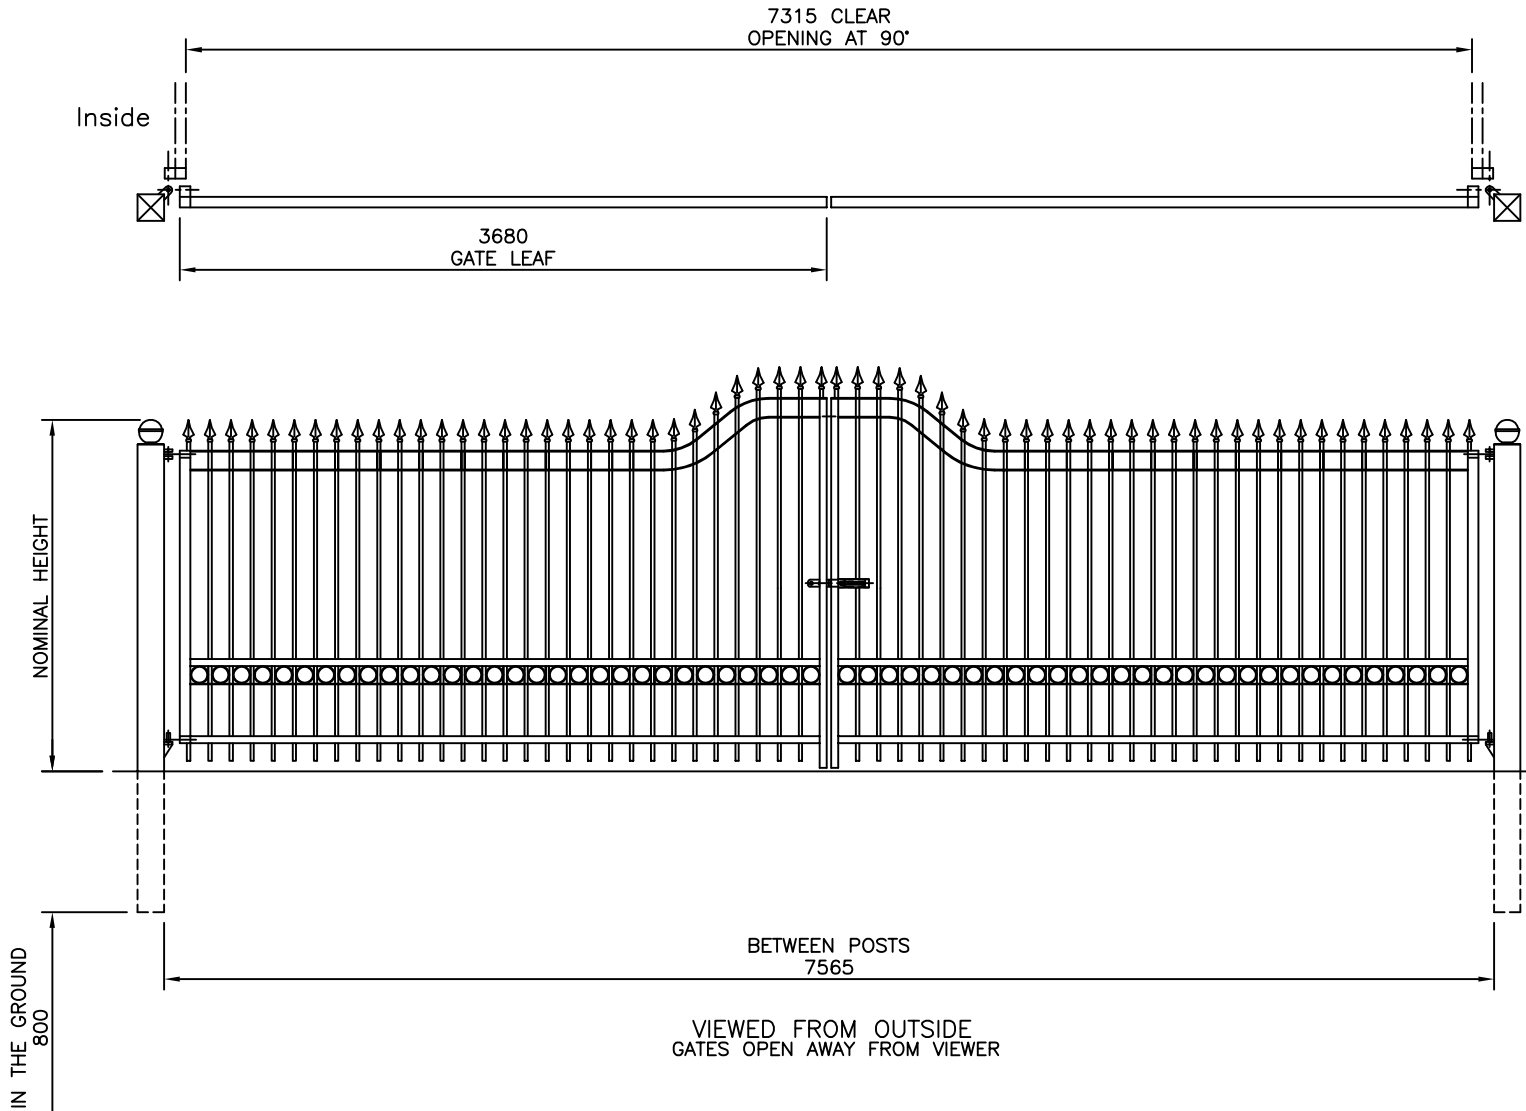 7315 CLEAR
OPENING AT 90°
Inside
3680
GATE LEAF
NOMINAL HEIGHT
BETWEEN POSTS
7565
IN THE GROUND
800
VIEWED FROM OUTSIDE
GATES OPEN AWAY FROM VIEWER